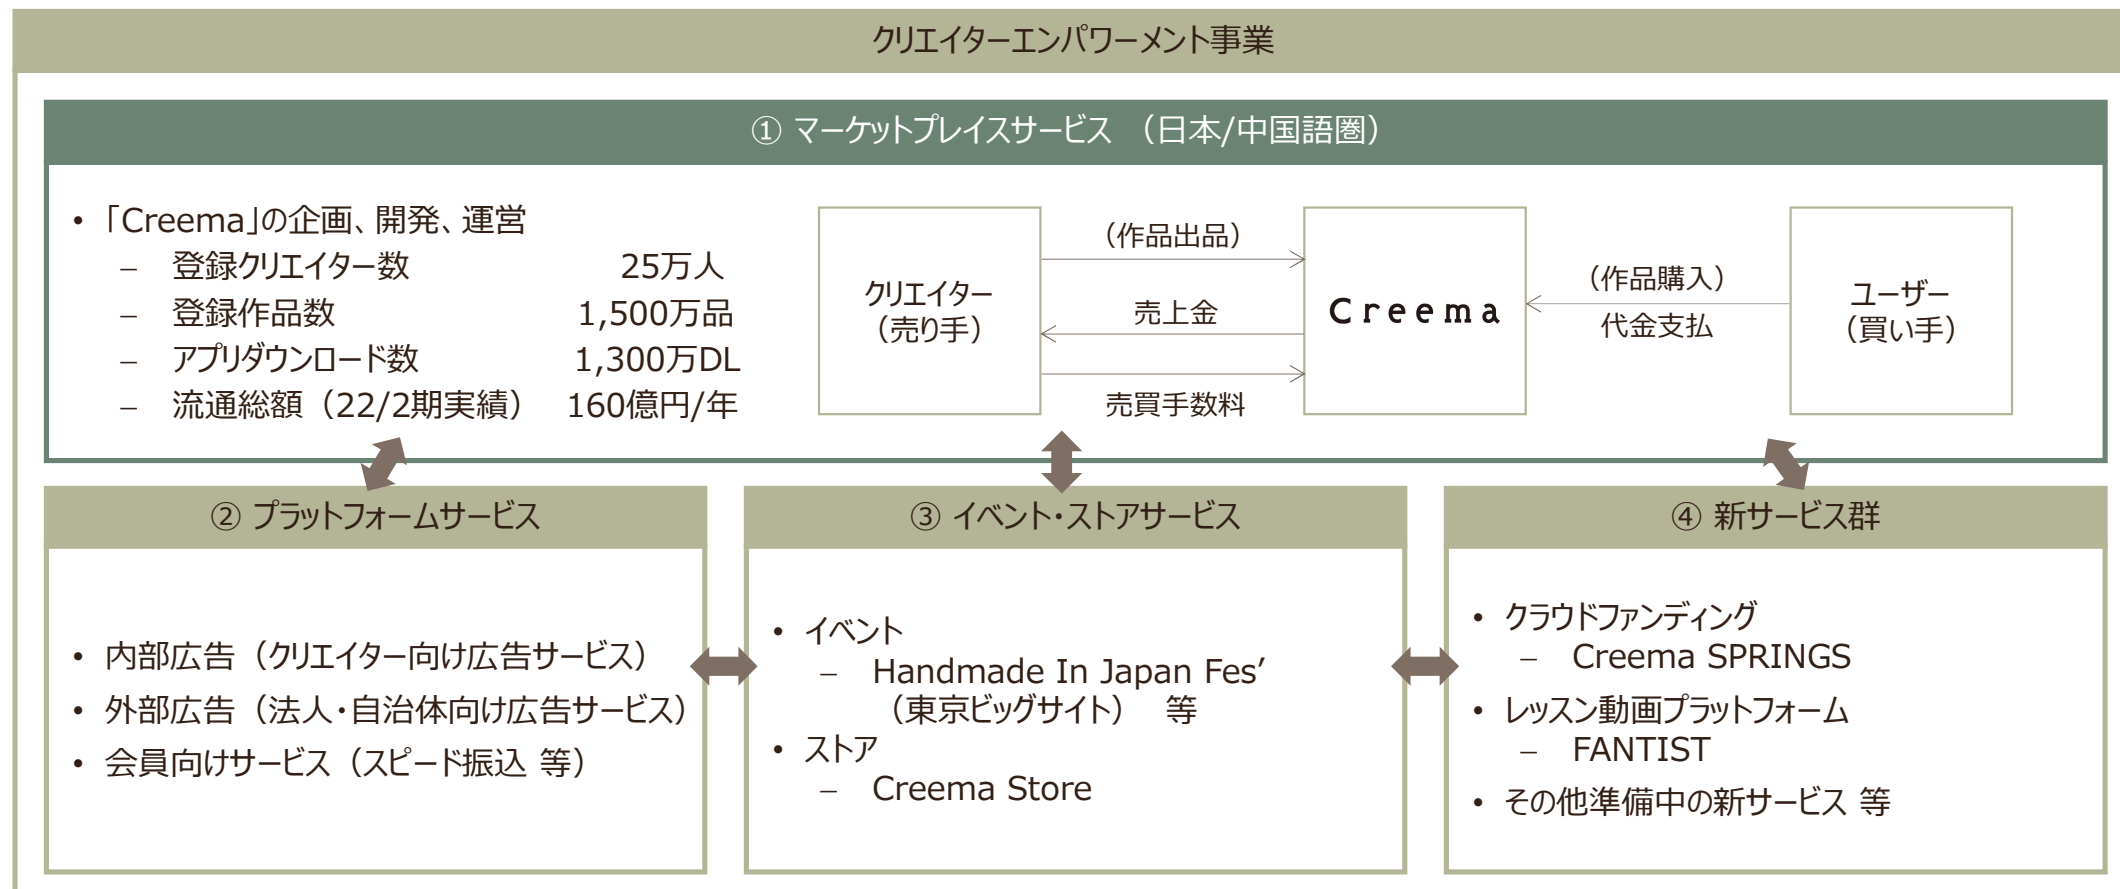 クリエイターエンパワーメント事業
① マーケットプレイスサービス （日本/中国語圏）
• 「Creema」の企画、開発、運営
– 登録クリエイター数 25万人
– 登録作品数 1,500万品
– アプリダウンロード数 1,300万DL
– 流通総額（22/2期実績） 160億円/年
クリエイター
（売り手）
（作品出品）
売上金
売買手数料
Creema
（作品購入）
代金支払
ユーザー
（買い手）
② プラットフォームサービス
• 内部広告（クリエイター向け広告サービス）
• 外部広告（法人・自治体向け広告サービス）
• 会員向けサービス（スピード振込 等）
③ イベント・ストアサービス
• イベント
– Handmade In Japan Fes’
（東京ビッグサイト） 等
• ストア
– Creema Store
④ 新サービス群
• クラウドファンディング
– Creema SPRINGS
• レッスン動画プラットフォーム
– FANTIST
• その他準備中の新サービス 等